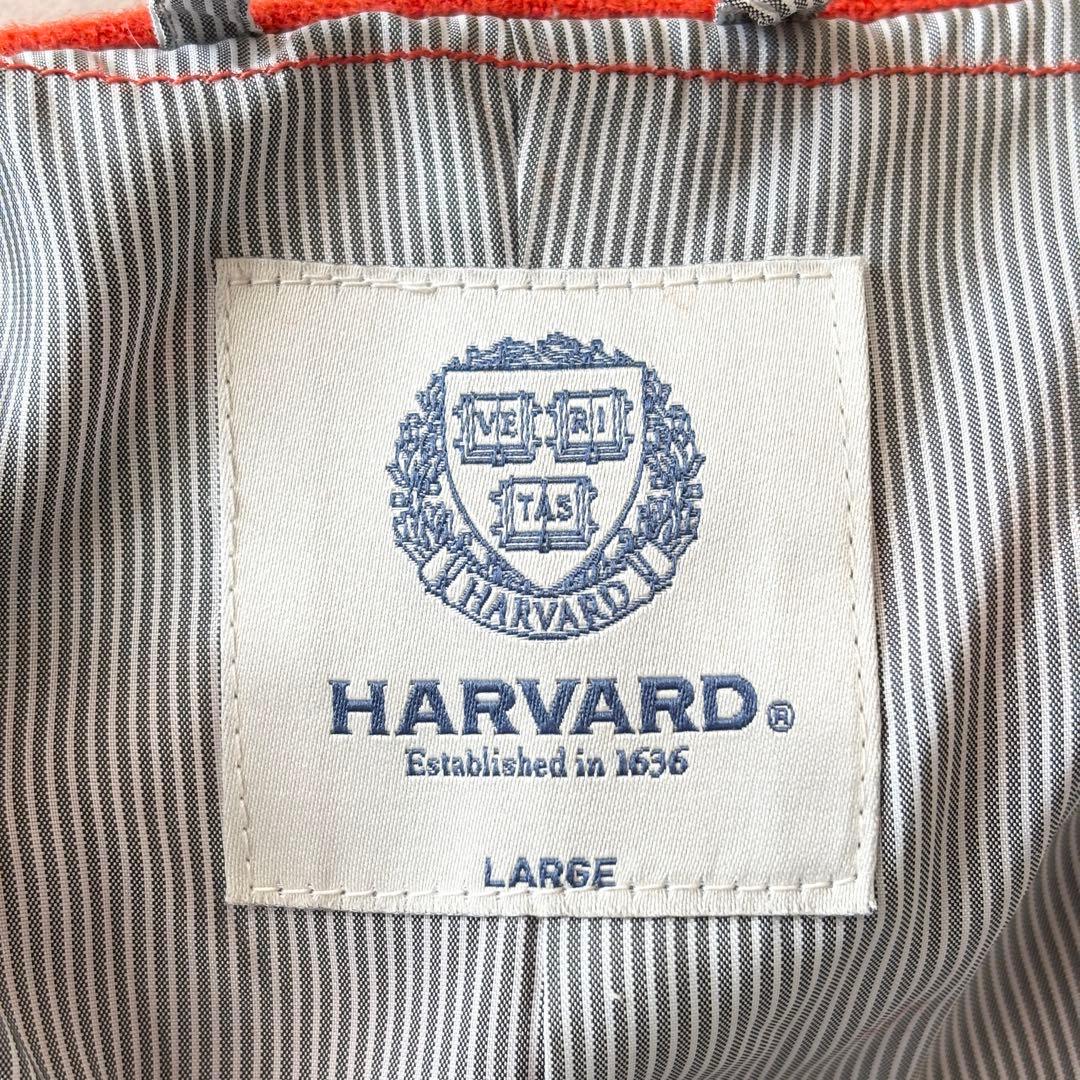 VE RI
TAS
HARVARD
HARVARD®
Established in 1636
LARGE